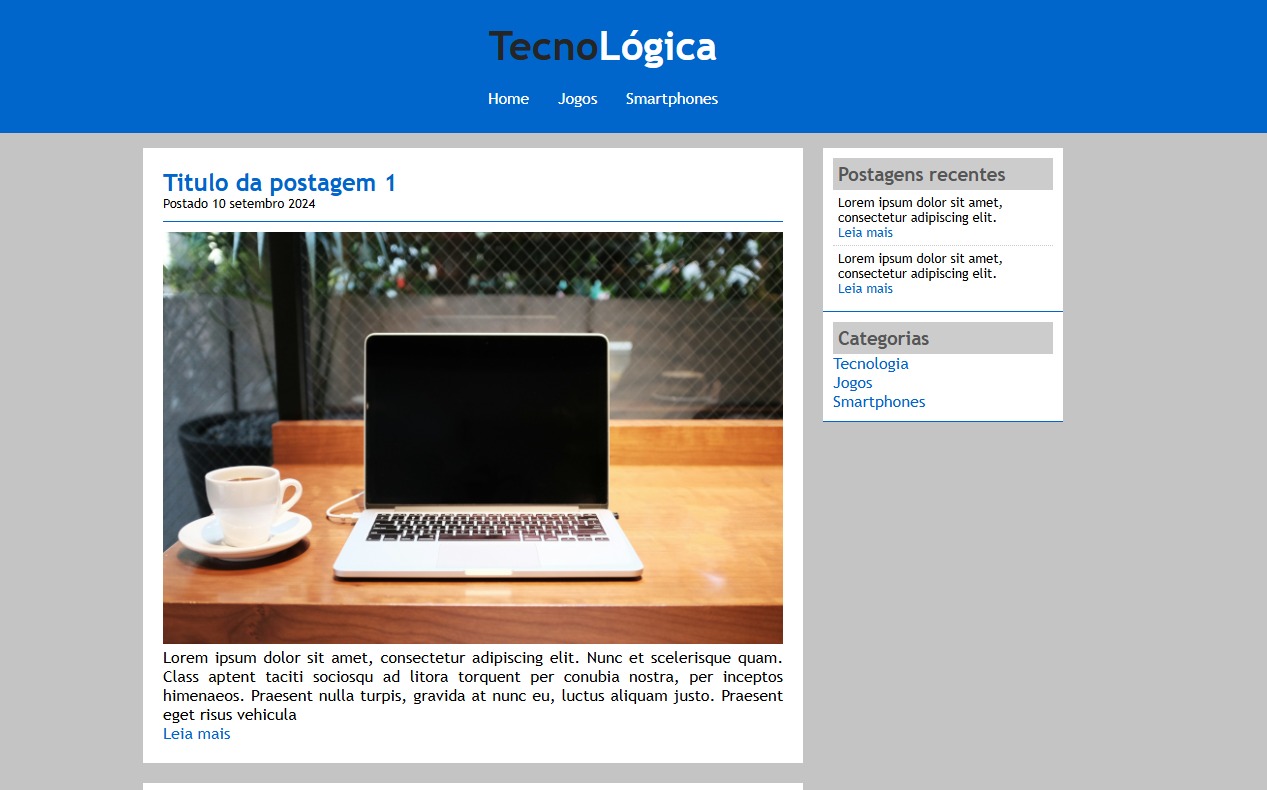 TecnoLógica
Home Jogos Smartphones
Titulo da postagem 1
Postado 10 setembro 2024
Lorem ipsum dolor sit amet, consectetur adipiscing elit. Nunc et scelerisque quam.
Class aptent taciti sociosqu ad litora torquent per conubia nostra, per inceptos
himenaeos. Praesent nulla turpis, gravida at nunc eu, luctus aliquam justo. Praesent
eget risus vehicula
Leia mais
Postagens recentes
Lorem ipsum dolor sit amet,
consectetur adipiscing elit.
Leia mais
Lorem ipsum dolor sit amet,
consectetur adipiscing elit.
Leia mais
Categorias
Tecnologia
Jogos
Smartphones